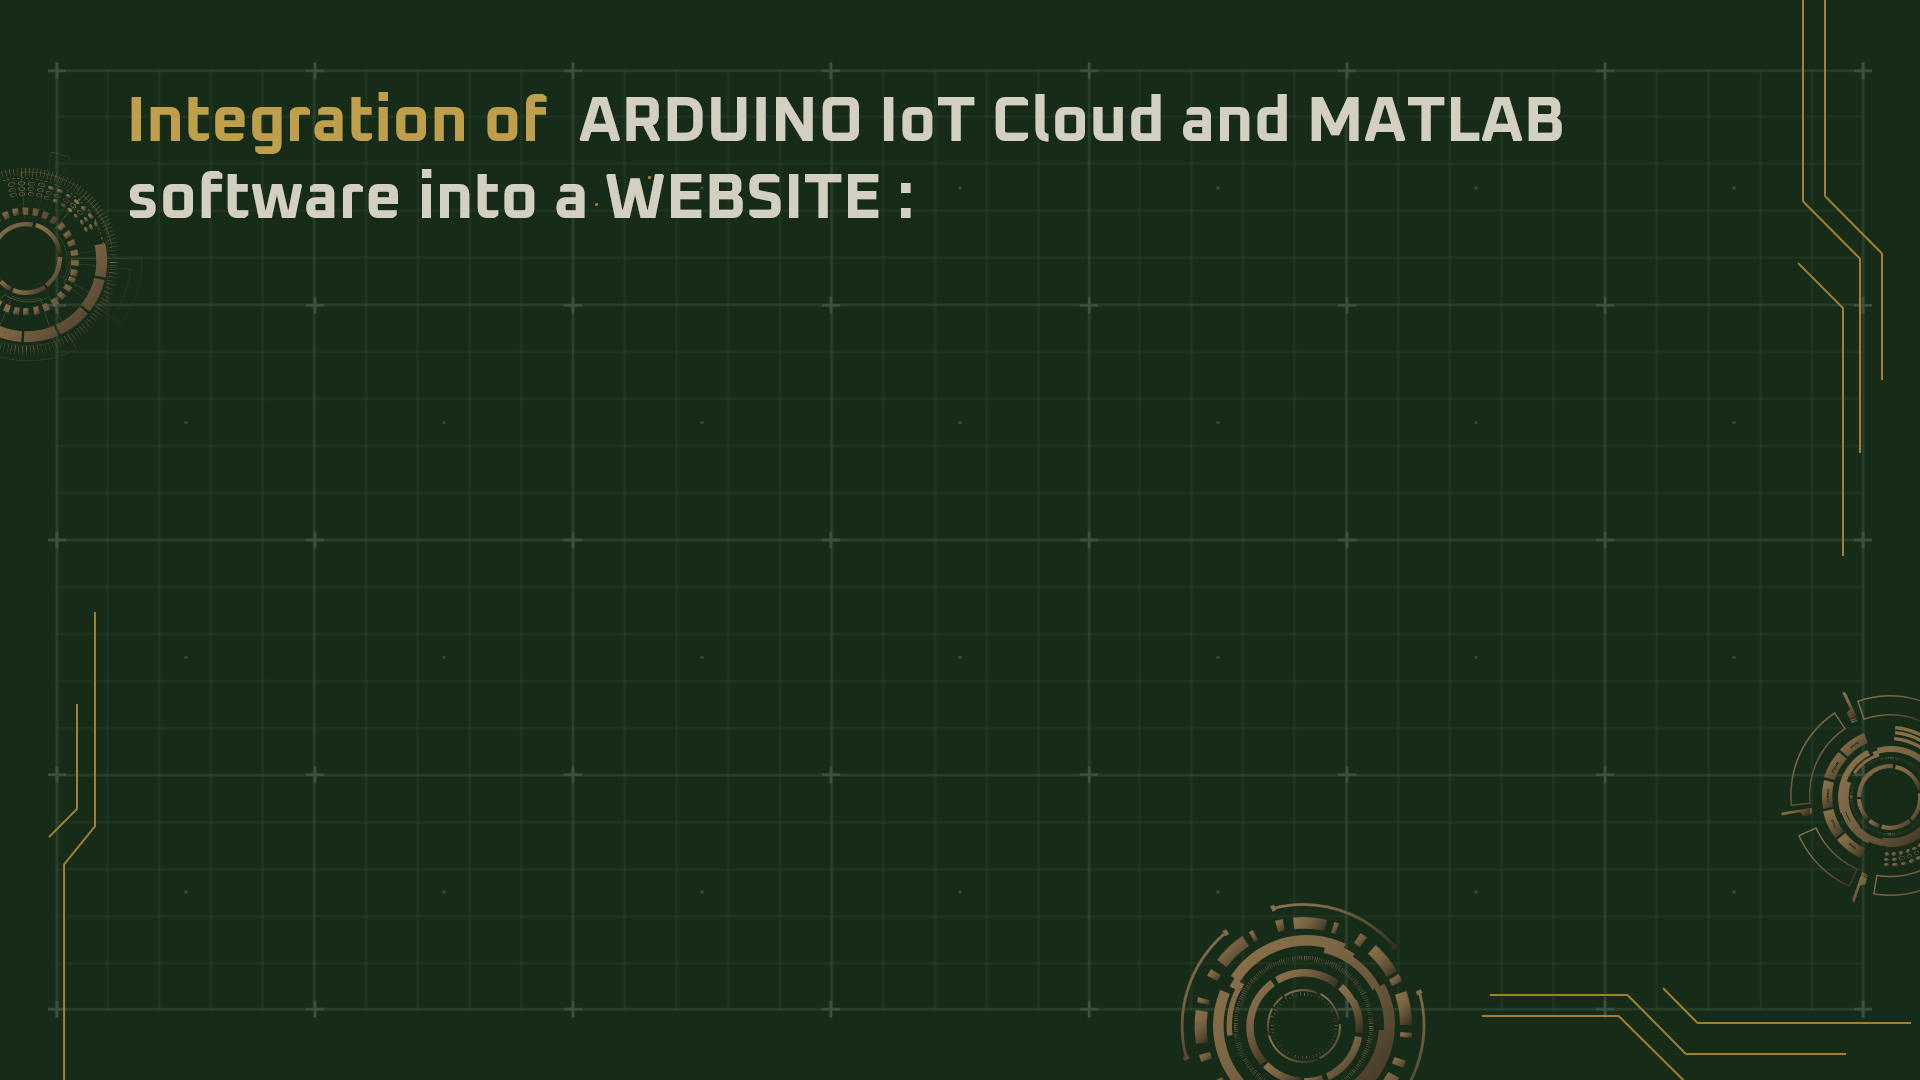 Integration of ARDUINO IoT Cloud and MATLAB
software into a WEBSITE :